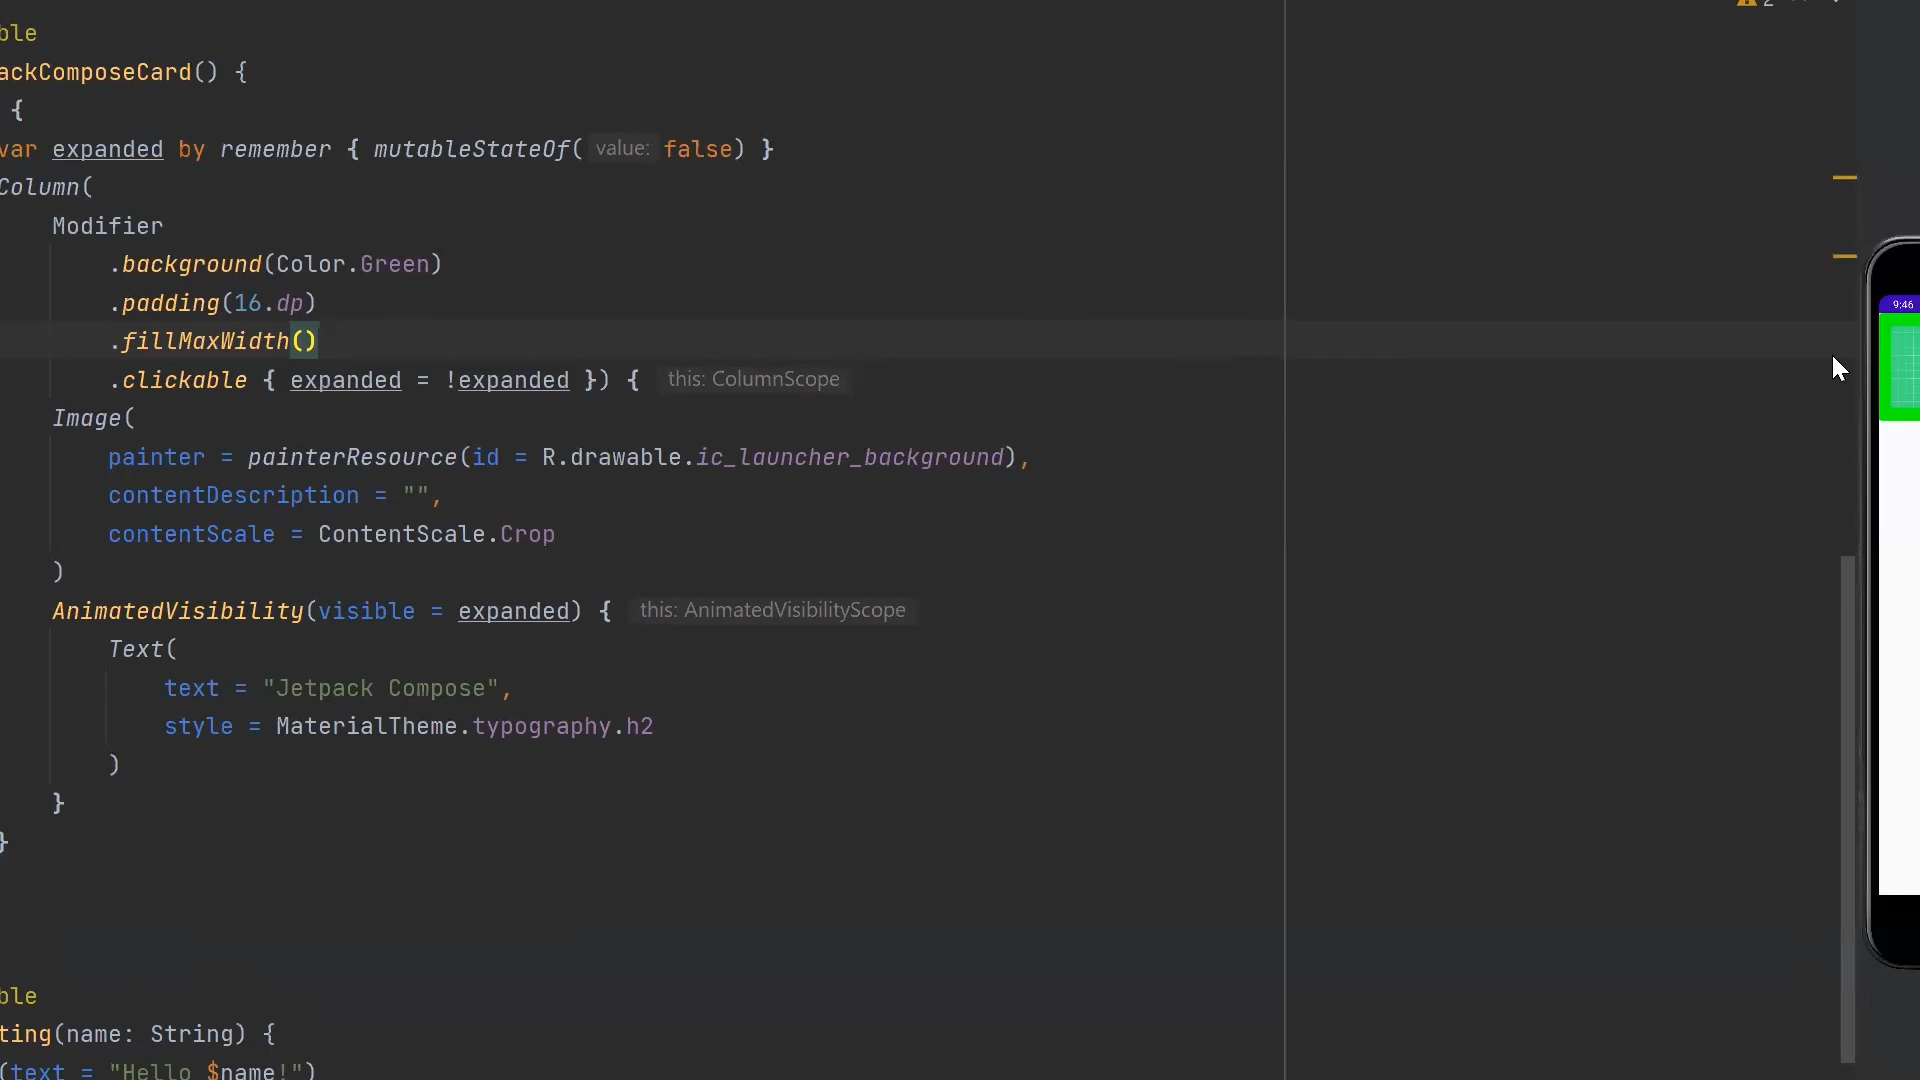 2
ble
ackComposeCard() {
{
var expanded by remember { mutableStateOf( value: false) }
Column(
Modifier
.background(Color.Green)
.padding(16.dp)
.fillMaxWidth()
.clickable { expanded = !expanded }) { this: ColumnScope
Image(
painter = painterResource(id = R.drawable.ic_launcher_background),
contentDescription = "",
contentScale = ContentScale.Crop
)
AnimatedVisibility(visible = expanded) { this: AnimatedVisibilityScope
Text(
text = "Jetpack Compose",
style = MaterialTheme.typography.h2
)
}
}
ble
ting(name: String) {
(text = "Hello $name!")
9:46